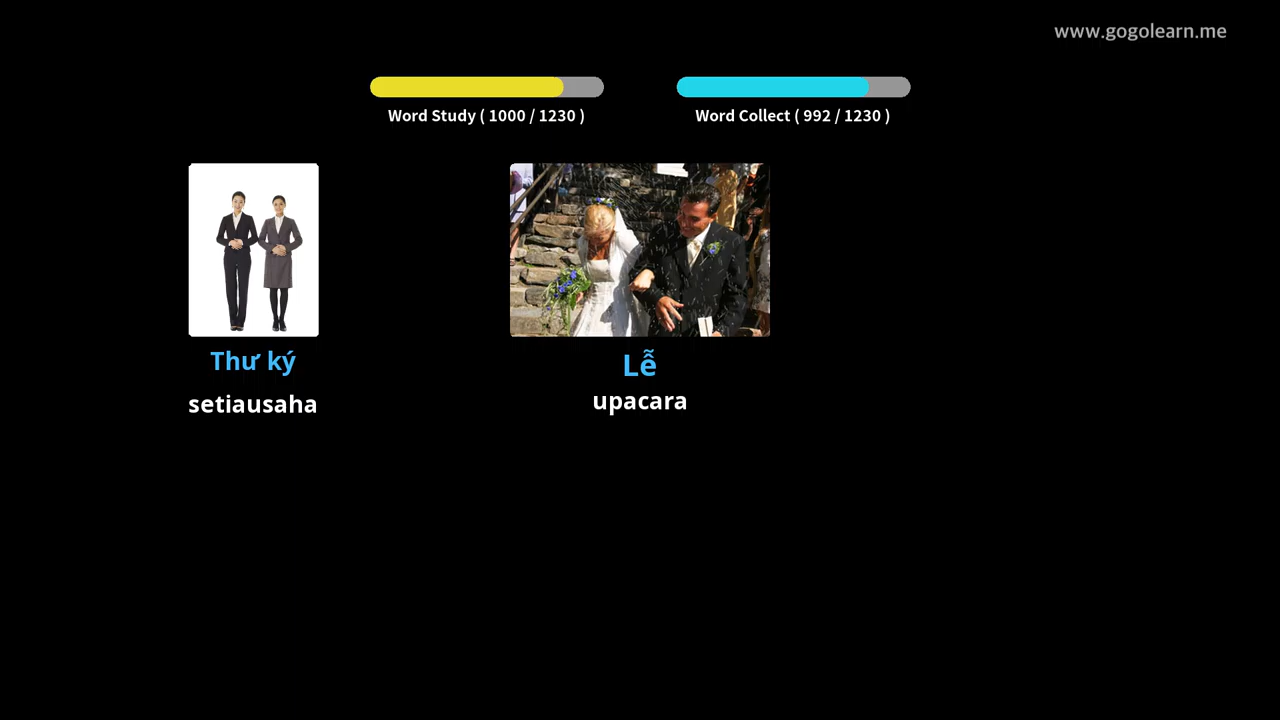 www.gogolearn.me
Word Study ( 1000 / 1230 )
Word Collect ( 992 / 1230 )
Thư ký
setiausaha
Lễ
upacara